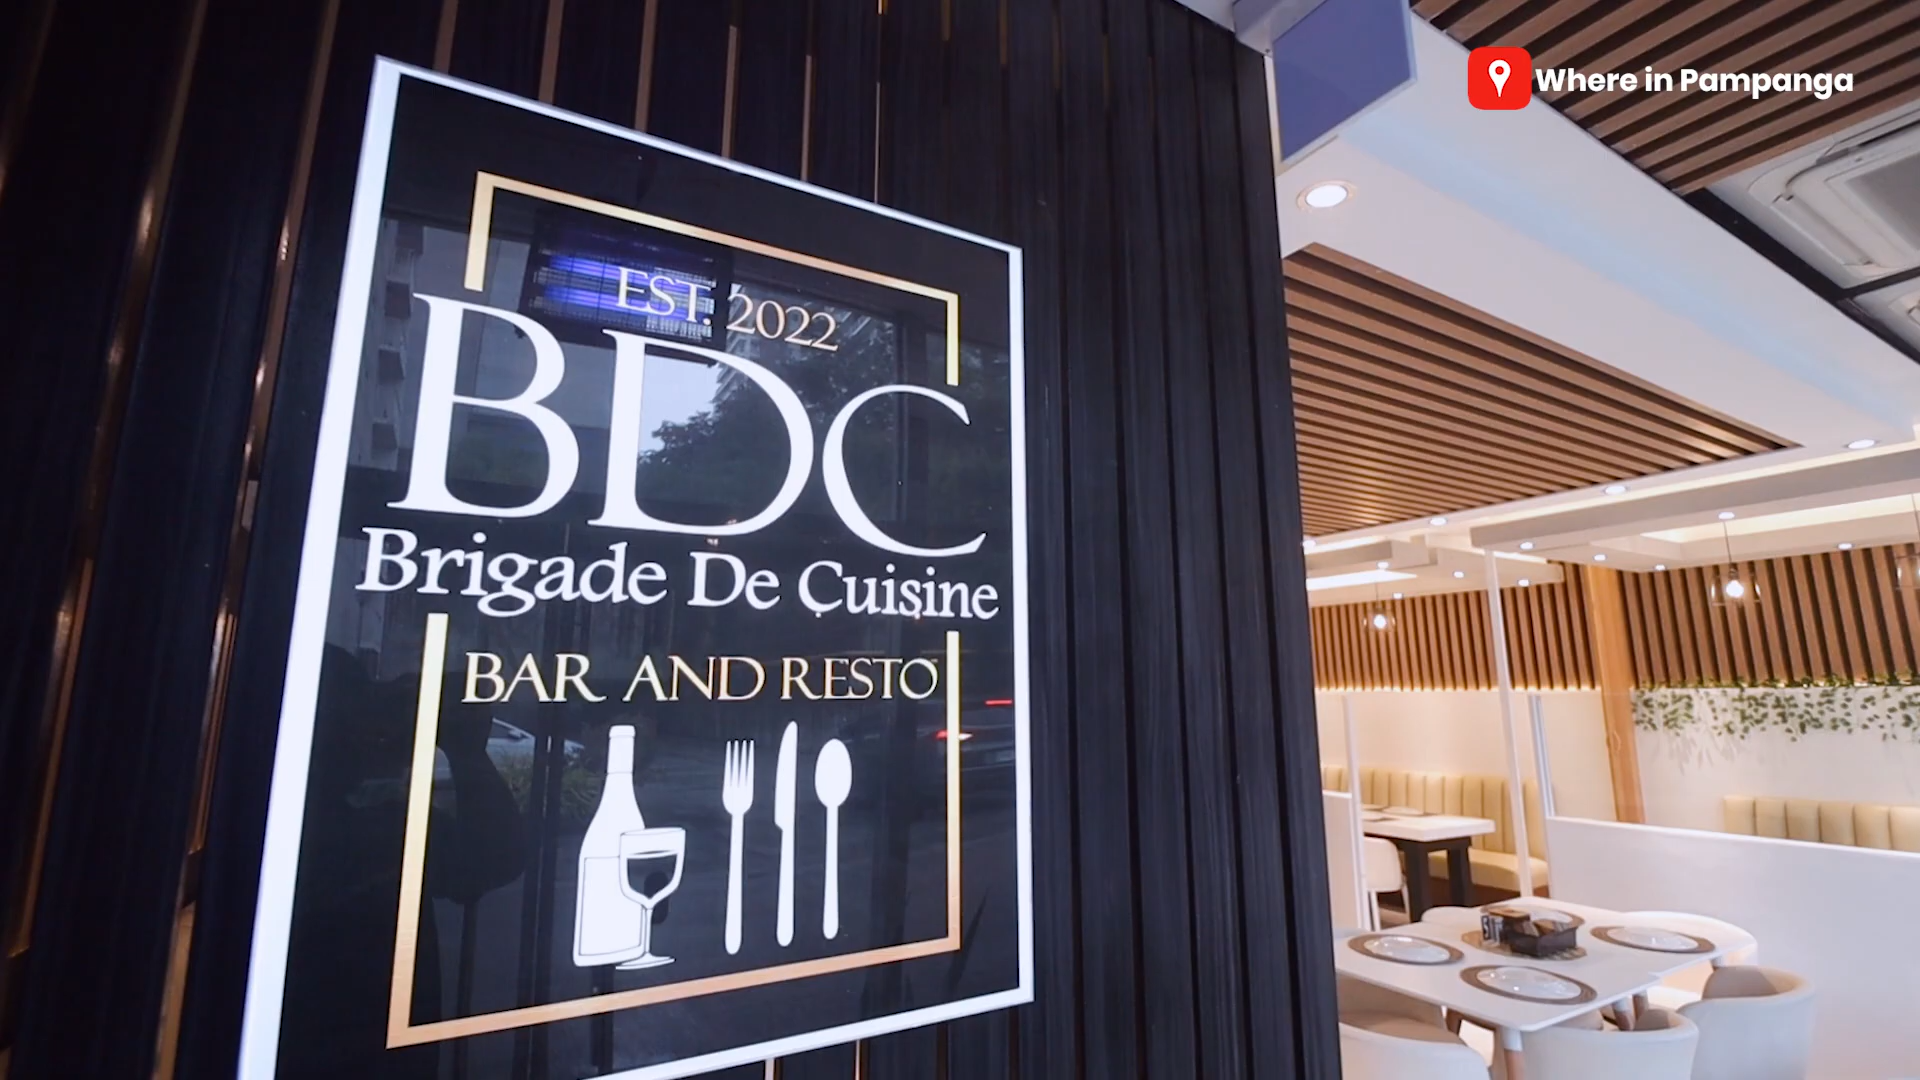 Where in Pampanga
EST. 2022
BDC
Brigade De Cuisine
BAR AND RESTO